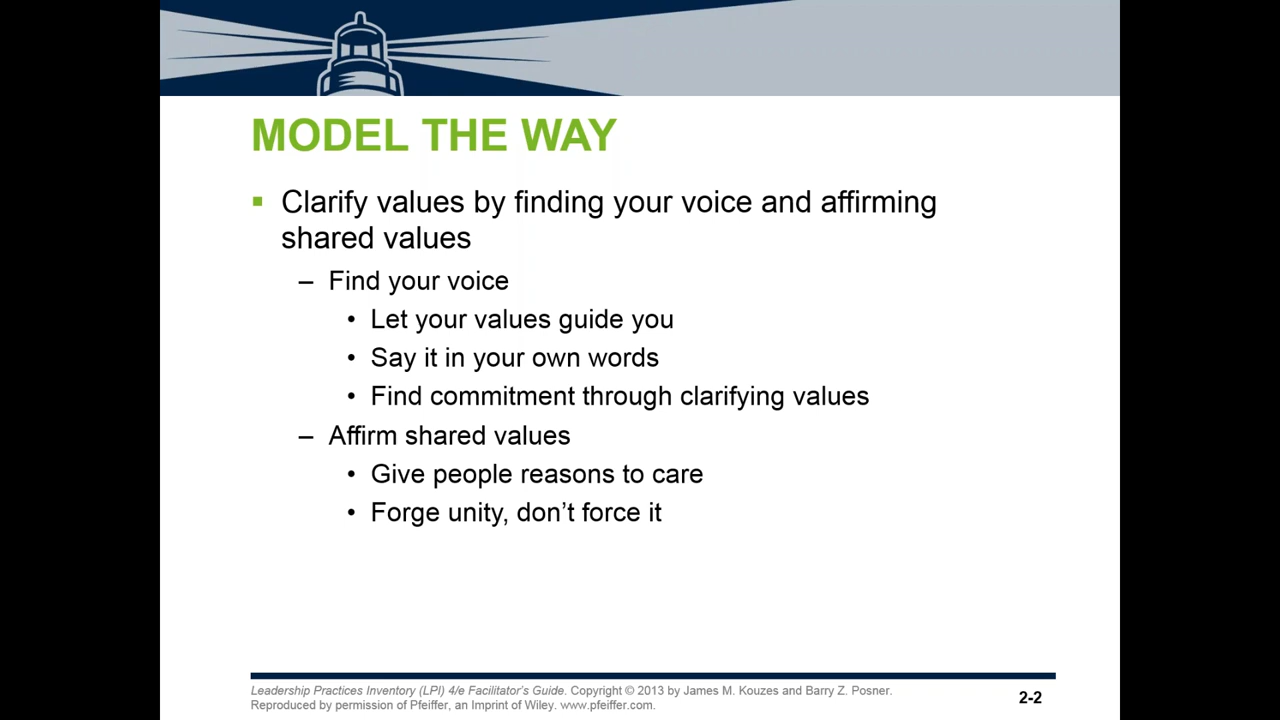 MODEL THE WAY
▪ Clarify values by finding your voice and affirming
shared values
– Find your voice
• Let your values guide you
• Say it in your own words
• Find commitment through clarifying values
– Affirm shared values
• Give people reasons to care
• Forge unity, don’t force it
Leadership Practices Inventory (LPI) 4/e Facilitator’s Guide. Copyright © 2013 by James M. Kouzes and Barry Z. Posner.
Reproduced by permission of Pfeiffer, an Imprint of Wiley. www.pfeiffer.com.
2-2